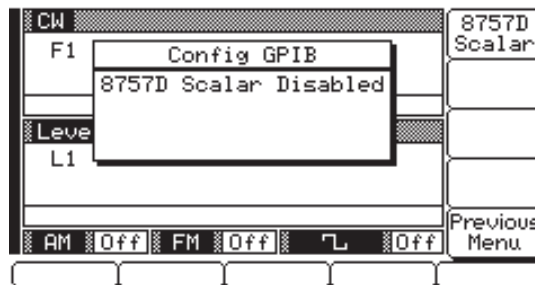 CW
F1
Config GPIB
8757D Scalar Disabled
Leve
L1
AM Off FM Off Off
8757D
Scalar
Previous
Menu